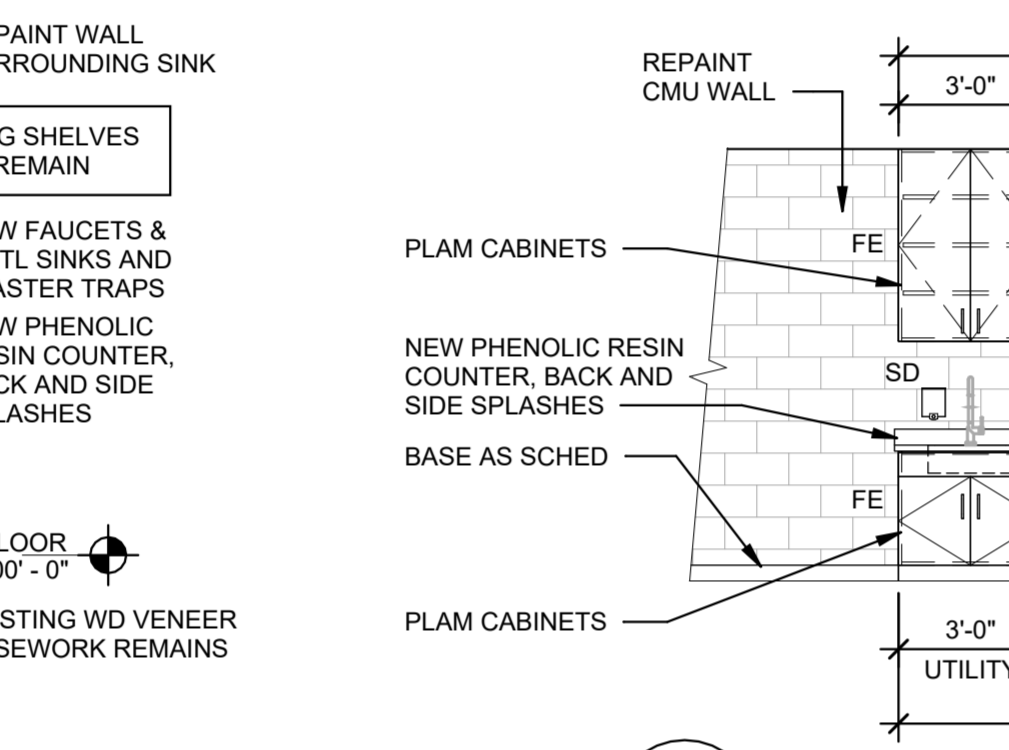 PAINT WALL
RROUNDING SINK
G SHELVES
REMAIN
W FAUCETS &
TL SINKS AND
ASTER TRAPS
W PHENOLIC
SIN COUNTER,
CK AND SIDE
LASHES
LOOR
00' - 0"
STING WD VENEER
SEWORK REMAINS
REPAINT
CMU WALL
3'-0"
PLAM CABINETS
FE
NEW PHENOLIC RESIN
COUNTER, BACK AND
SIDE SPLASHES
SD
BASE AS SCHED
FE
PLAM CABINETS
3'-0"
UTILITY